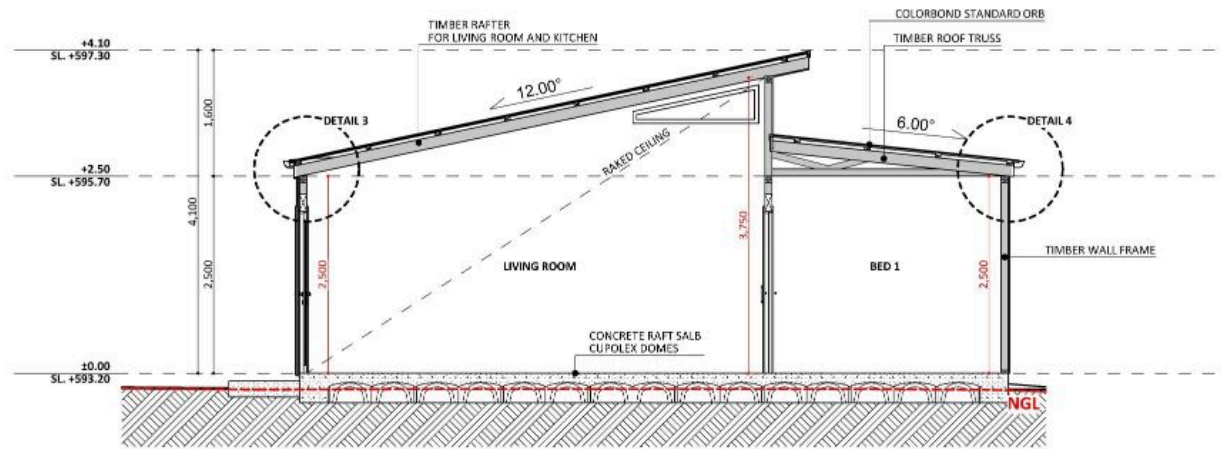 COLORBOND STANDARD ORB
TIMBER RAFTER
FOR LIVING ROOM AND KITCHEN
TIMBER ROOF TRUSS
+4.10
SL. +597.30
12.00°
1,600
DETAIL 3
6.00°
DETAIL 4
RAKED CEILING
+2.50
SL. +595.70
4,100
3,750
2,500
2,500
LIVING ROOM
BED 1
2,500
TIMBER WALL FRAME
CONCRETE RAFT SALB
CUPOLEX DOMES
±0.00
SL. +593.20
NGL